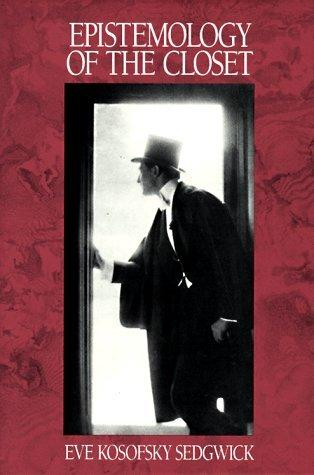 EPISTEMOLOGY
OF THE CLOSET
EVE KOSOFSKY SEDGWICK